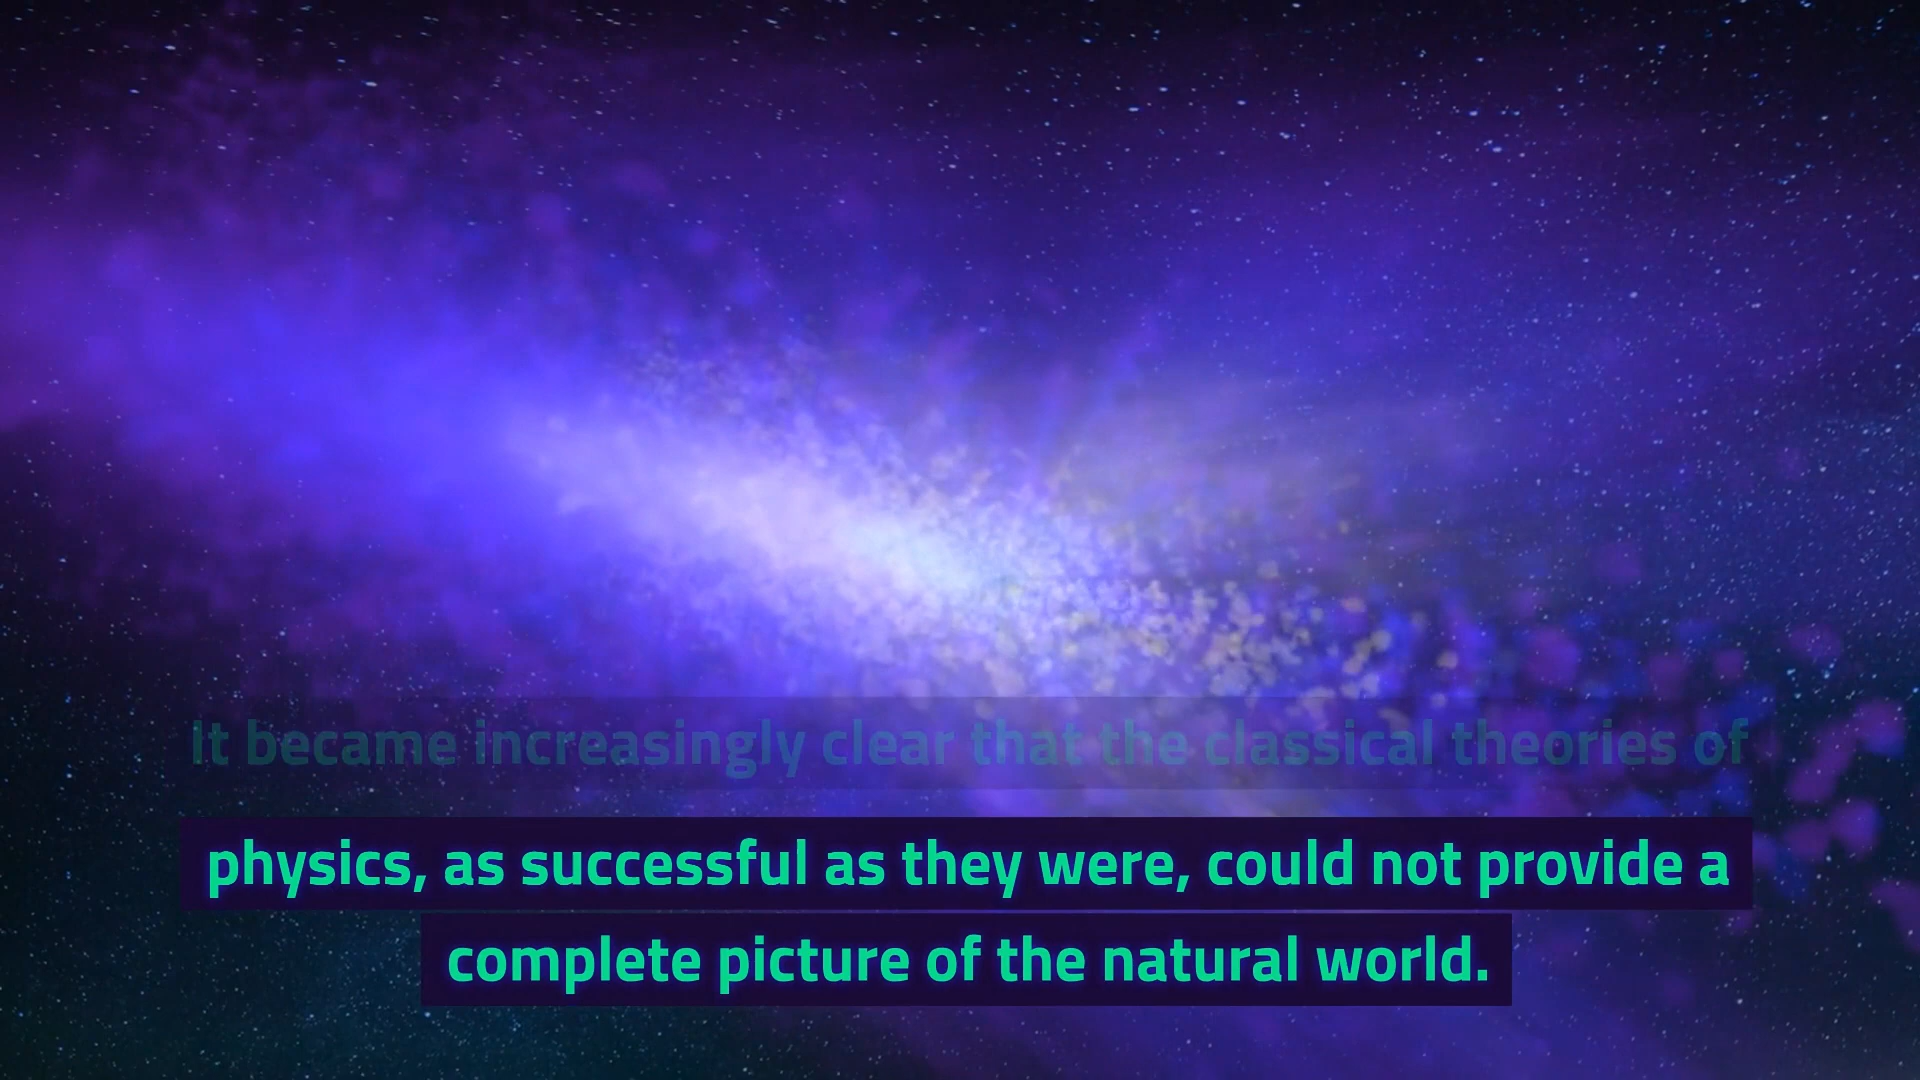 It became increasingly clear that the classical theories of
physics, as successful as they were, could not provide a
complete picture of the natural world.